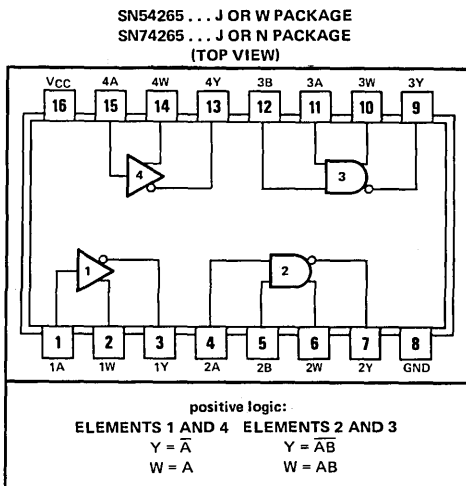 SN54265 . . . J OR W PACKAGE
SN74265 . . . J OR N PACKAGE
(TOP VIEW)
VCC 4A 4W 4Y 3B 3A 3W 3Y
16 15 14 13 12 11 10 9
4 3
1 2
1 2 3 4 5 6 7 8
1A 1W 1Y 2A 2B 2W 2Y GND
positive logic:
ELEMENTS 1 AND 4 ELEMENTS 2 AND 3
Y = A̅ Y = A̅B̅
W = A W = AB